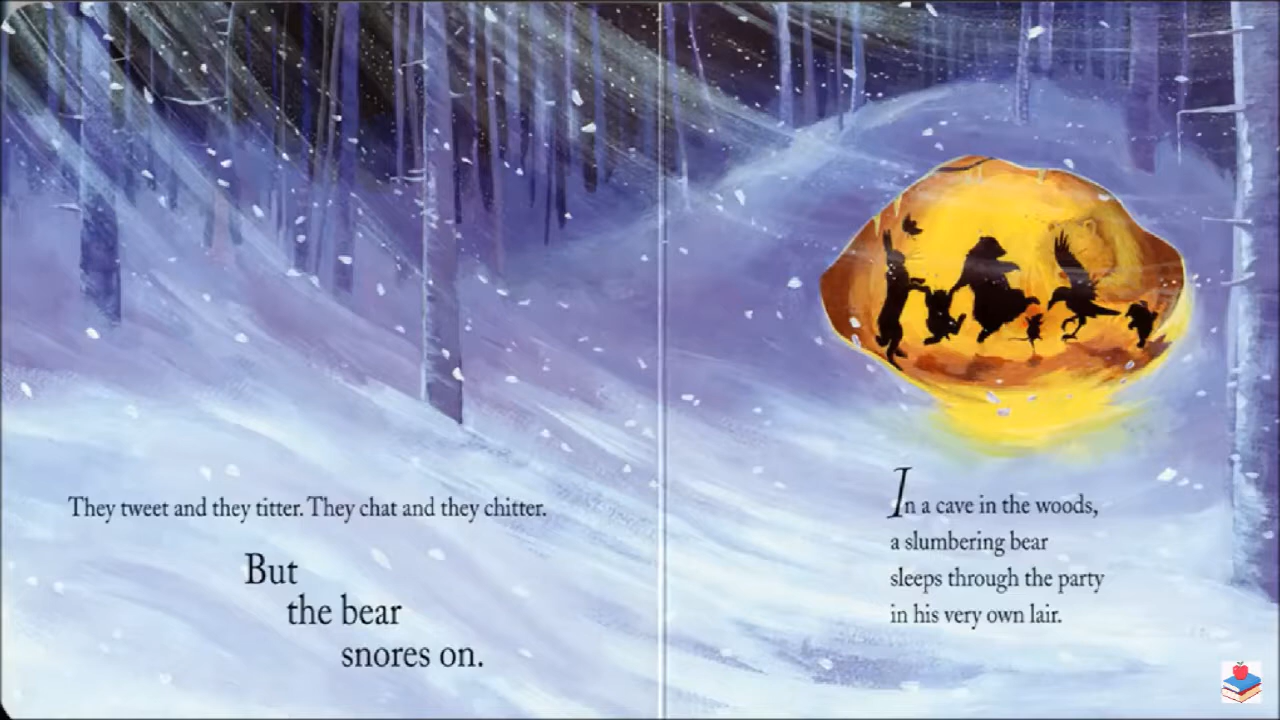 They tweet and they titter. They chat and they chitter.
But
the bear
snores on.
In a cave in the woods,
a slumbering bear
sleeps through the party
in his very own lair.